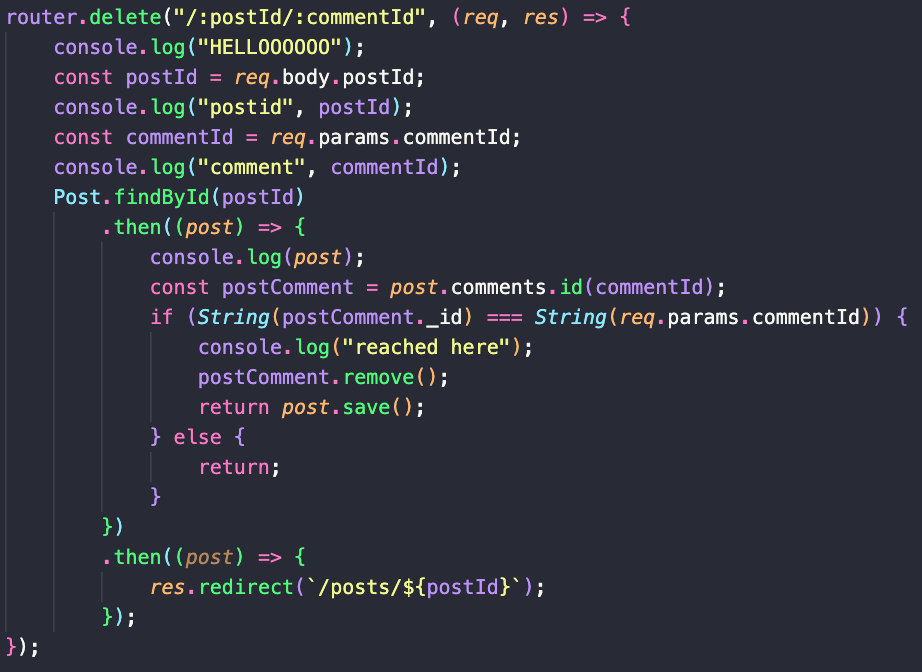 router.delete("/:postId/:commentId", (req, res) => {
    console.log("HELLOOOOOO");
    const postId = req.body.postId;
    console.log("postid", postId);
    const commentId = req.params.commentId;
    console.log("comment", commentId);
    Post.findById(postId)
        .then((post) => {
            console.log(post);
            const postComment = post.comments.id(commentId);
            if (String(postComment._id) === String(req.params.commentId)) {
                console.log("reached here");
                postComment.remove();
                return post.save();
            } else {
                return;
            }
        })
        .then((post) => {
            res.redirect(`/posts/${postId}`);
        });
});